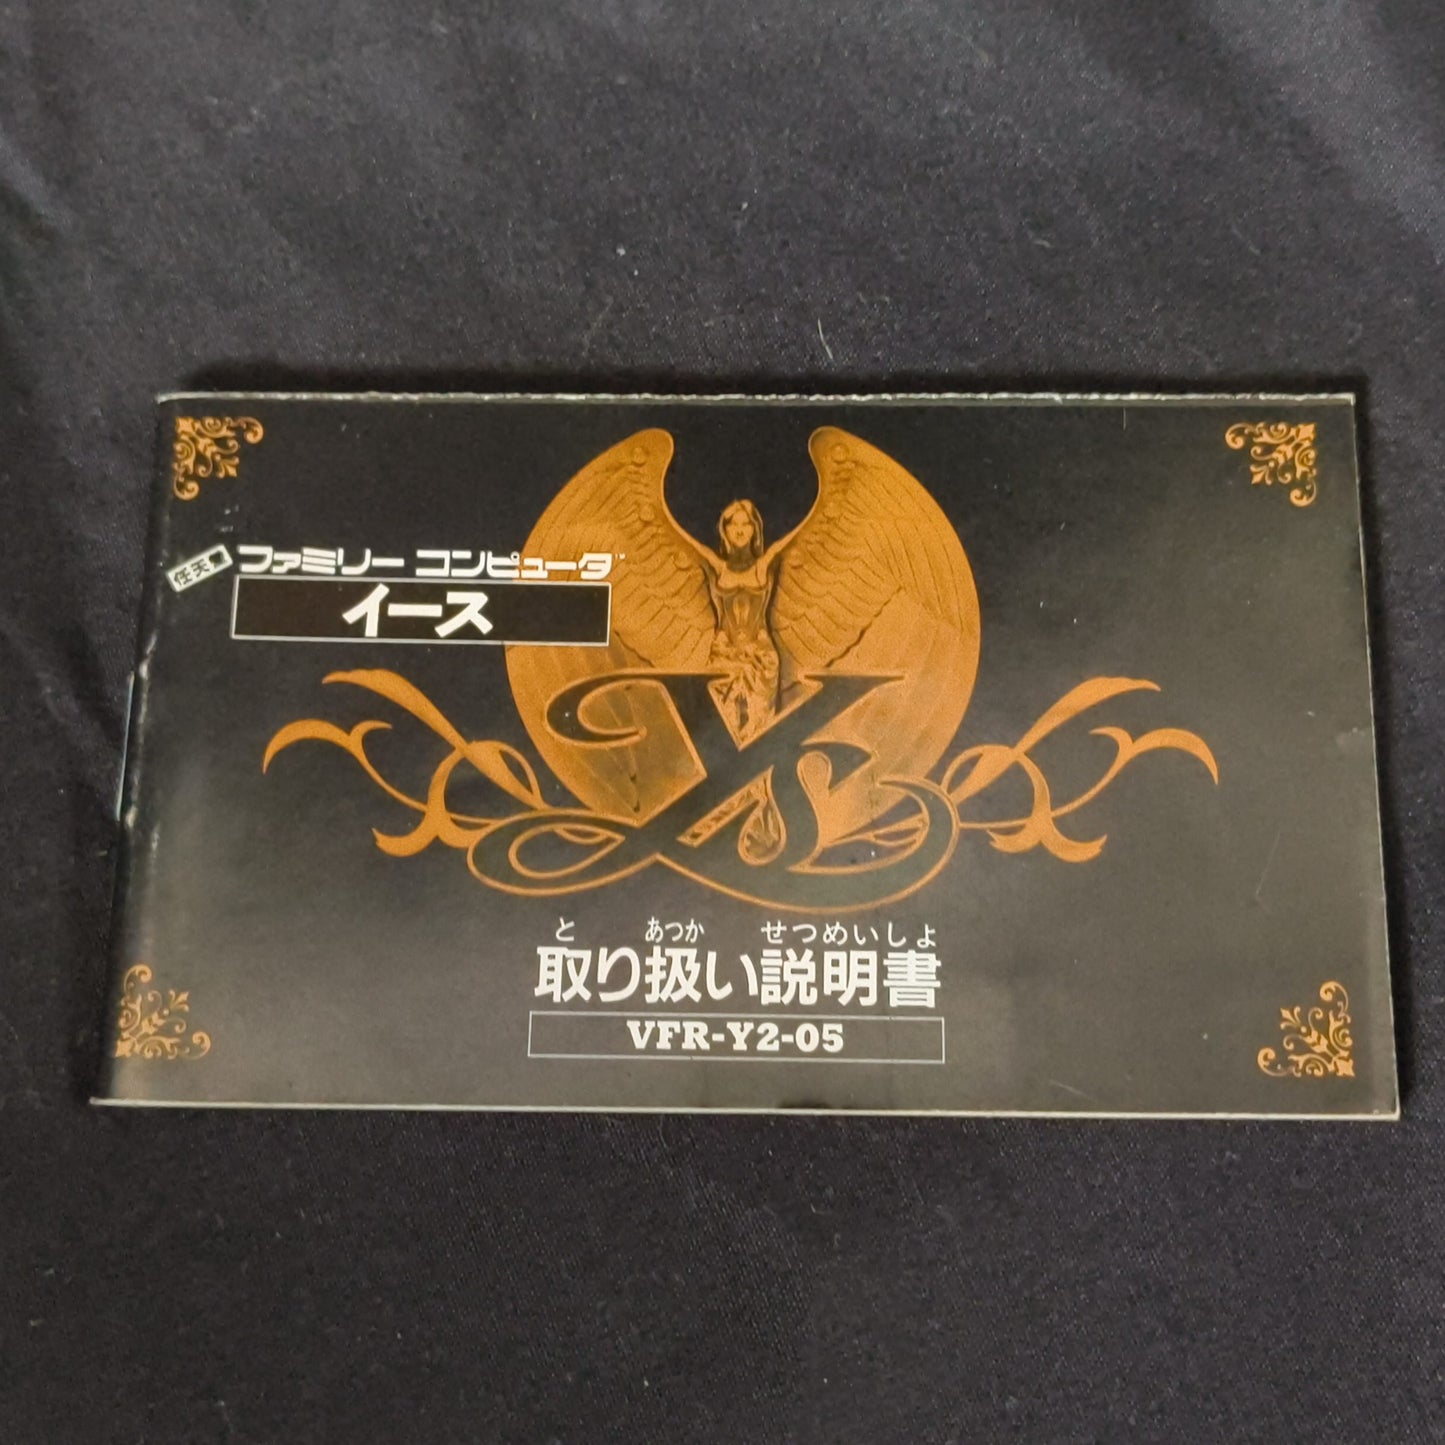 任天堂 ファミリー コンピュータ™
イース
Ys
と あつか せつめいしょ
取り扱い説明書
VFR-Y2-05